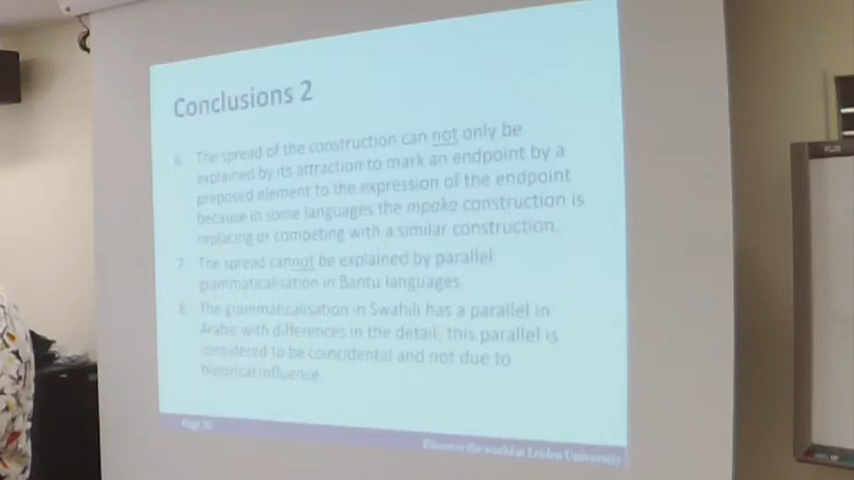 Conclusions 2
6. The spread of the construction can not only be
explained by its attraction to mark an endpoint by a
preposed element to the expression of the endpoint
because in some languages the mpaka construction is
replacing or competing with a similar construction.
7. The spread cannot be explained by parallel
grammaticalisation in Bantu languages.
8. The grammaticalisation in Swahili has a parallel in
Arabic with differences in the detail; this parallel is
considered to be coincidental and not due to
historical influence.
Discover the world at Leiden University